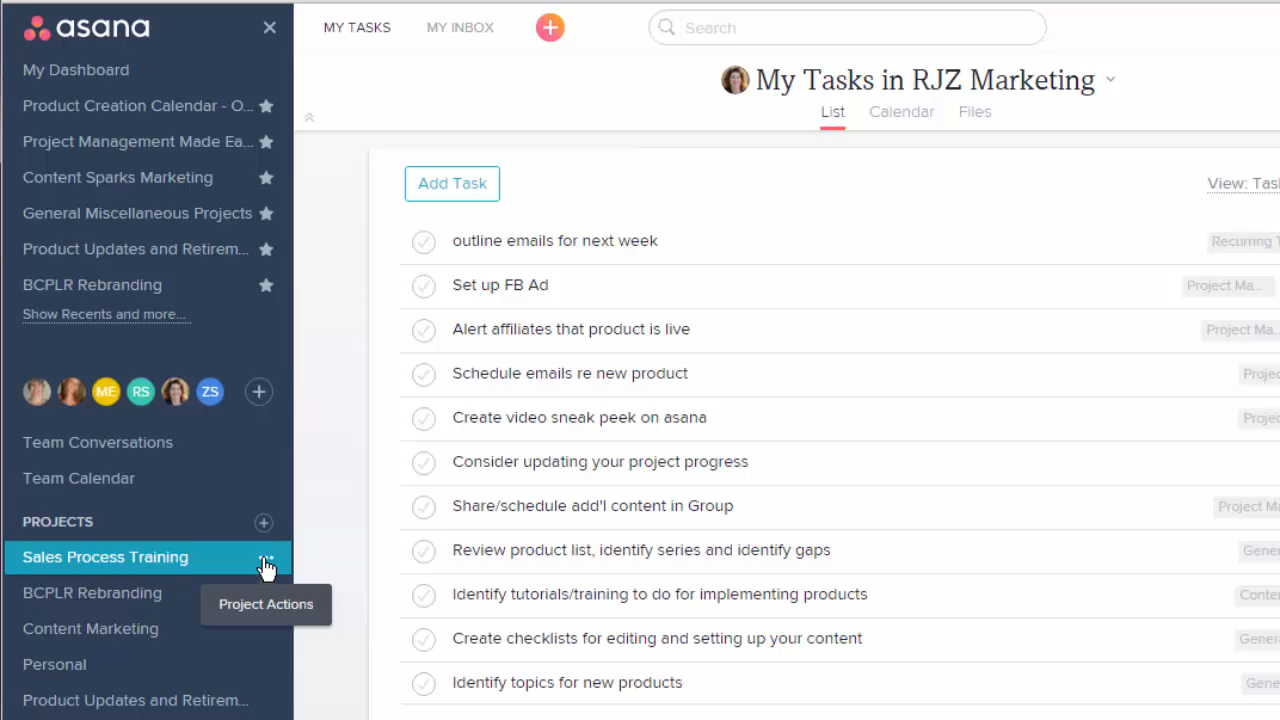 asana
My Dashboard
Product Creation Calendar - O...
Project Management Made Ea...
Content Sparks Marketing
General Miscellaneous Projects
Product Updates and Retirem...
BCPLR Rebranding
Show Recents and more...
ME RS ZS
Team Conversations
Team Calendar
PROJECTS
Sales Process Training
Project Actions
BCPLR Rebranding
Content Marketing
Personal
Product Updates and Retirem...
MY TASKS MY INBOX Search
My Tasks in RJZ Marketing
List Calendar Files
Add Task View: Task
outline emails for next week Recurring T
Set up FB Ad Project Ma...
Alert affiliates that product is live Project Ma...
Schedule emails re new product Projec
Create video sneak peek on asana Projec
Consider updating your project progress
Share/schedule add'l content in Group Project Ma
Review product list, identify series and identify gaps Gener
Identify tutorials/training to do for implementing products Conter
Create checklists for editing and setting up your content Genera
Identify topics for new products Gene